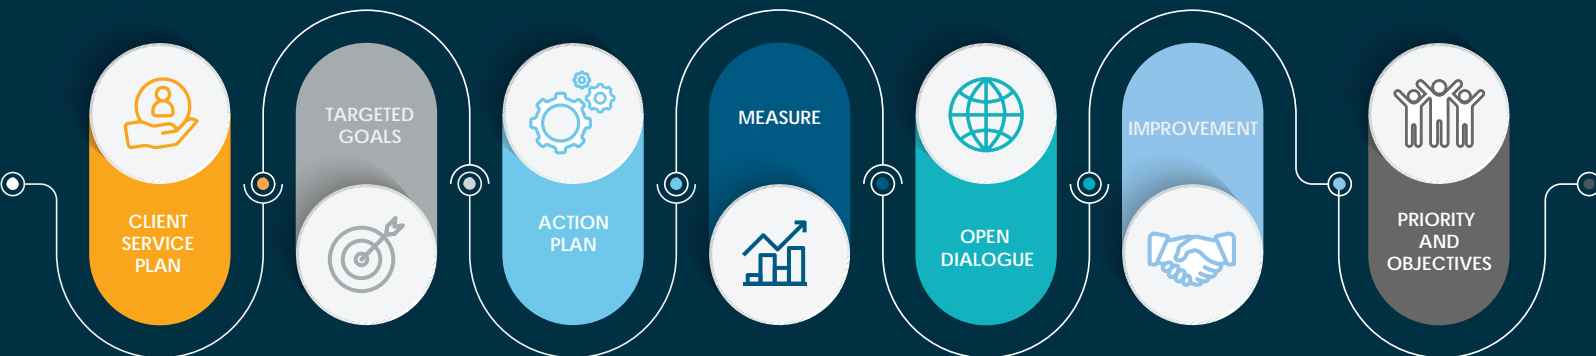 CLIENT
SERVICE
PLAN
TARGETED
GOALS
ACTION
PLAN
MEASURE
OPEN
DIALOGUE
IMPROVEMENT
PRIORITY
AND
OBJECTIVES